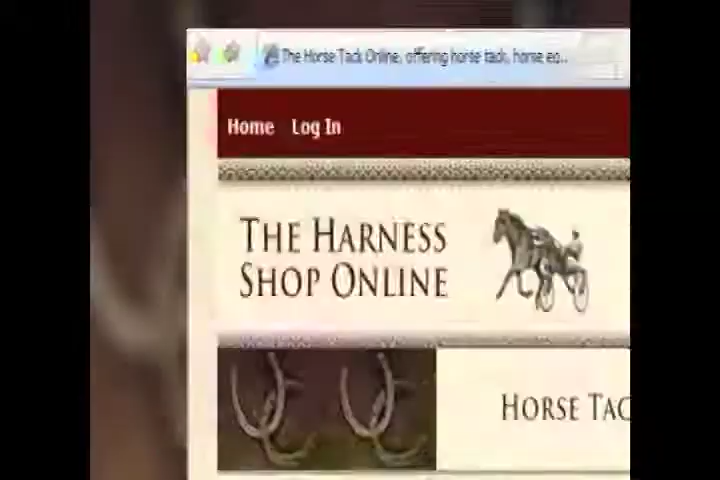 The Horse Tack Online, offering horse tack, horse eq...
Home Log In
THE HARNESS
SHOP ONLINE
HORSE TAC